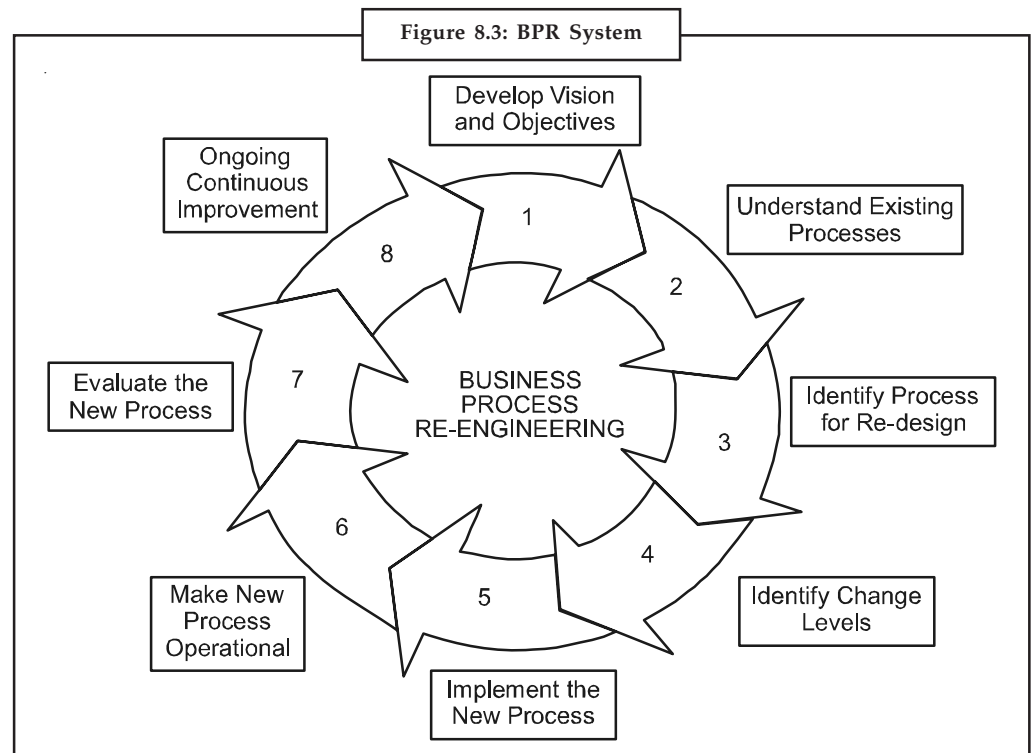 Figure 8.3: BPR System
Develop Vision
and Objectives
Ongoing
Continuous
Improvement
Understand Existing
Processes
1
2
3
4
5
6
7
8
BUSINESS
PROCESS
RE-ENGINEERING
Evaluate the
New Process
Identify Process
for Re-design
Make New
Process
Operational
Identify Change
Levels
Implement the
New Process